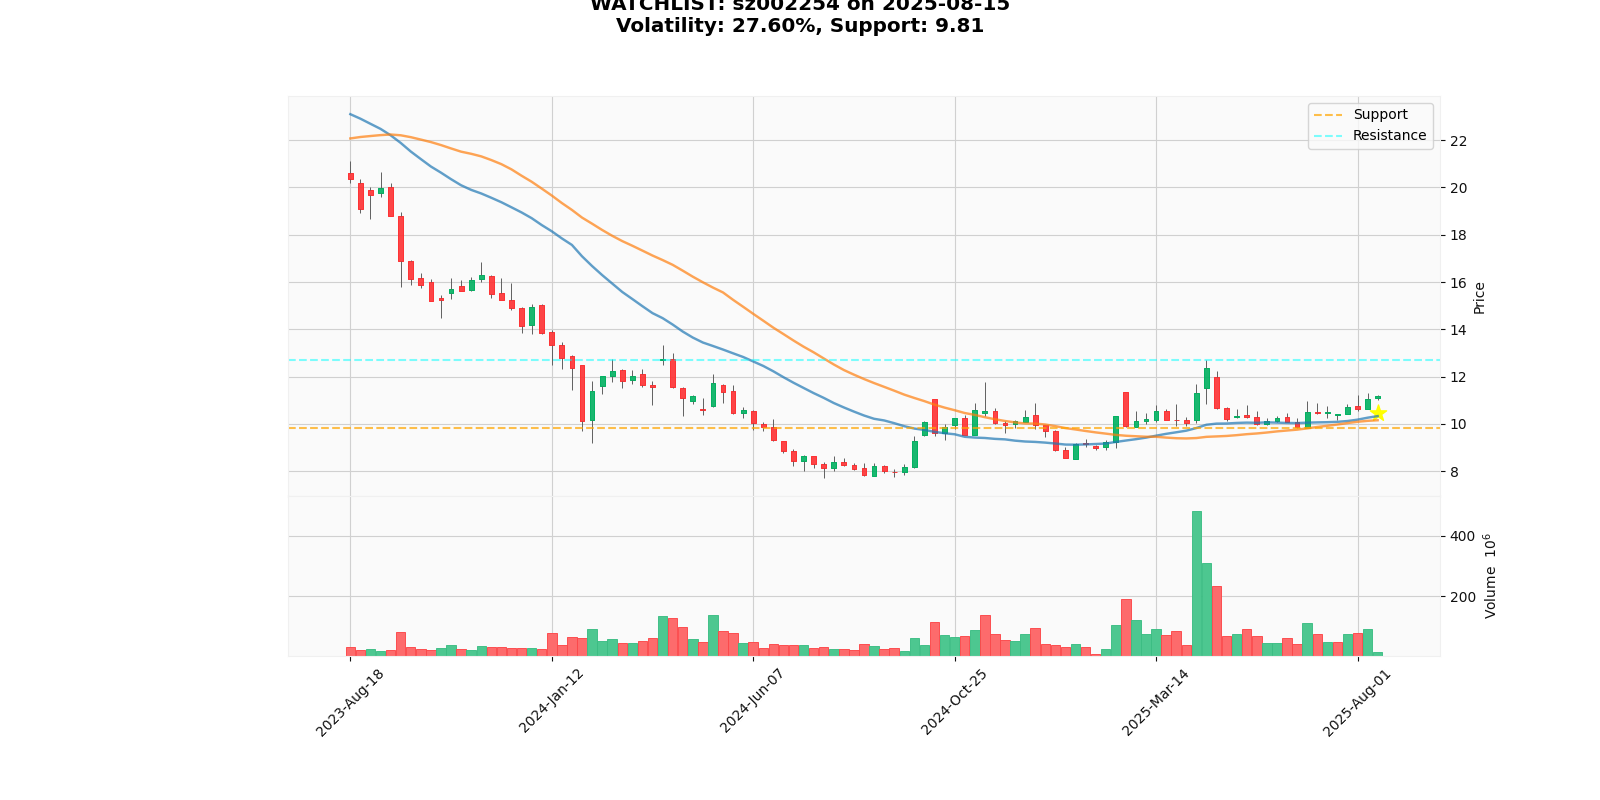 WATCHLIST: sz002254 on 2025-08-15
Volatility: 27.60%, Support: 9.81
Support
Resistance
22
20
18
16
14
12
10
8
Price
400
200
Volume 10^6
2023-Aug-18
2024-Jan-12
2024-Jun-07
2024-Oct-25
2025-Mar-14
2025-Aug-01